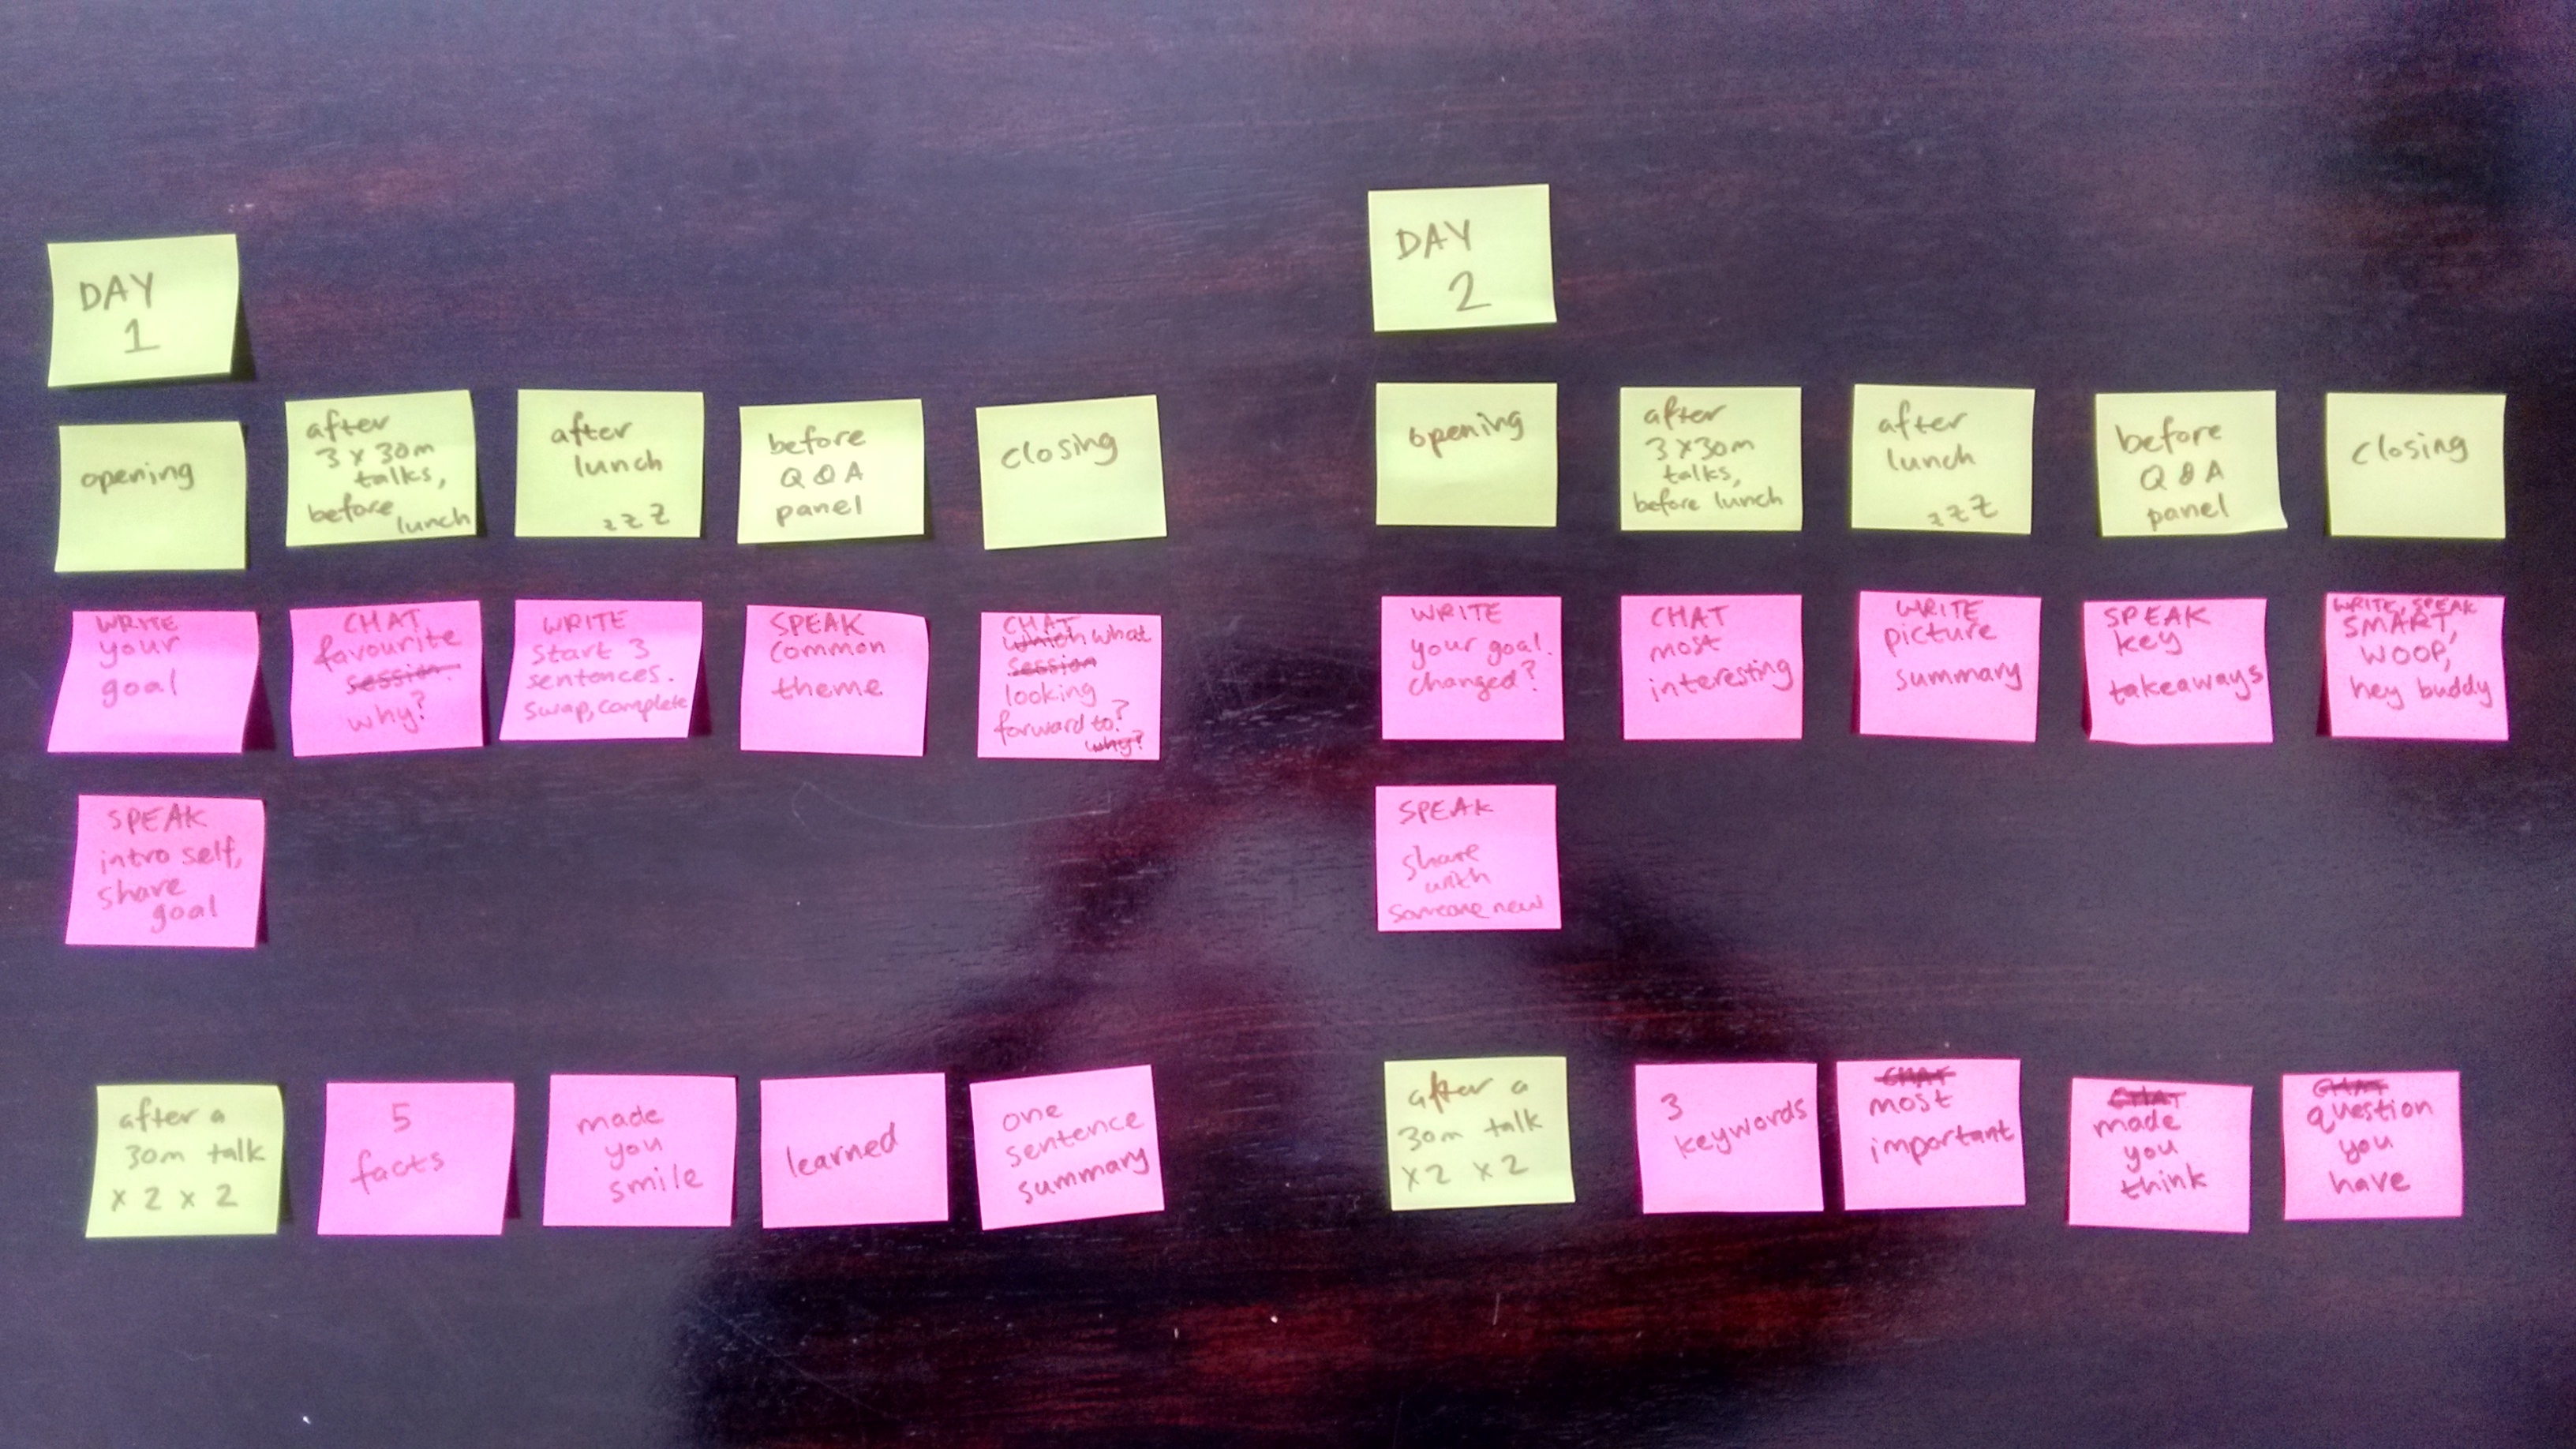 DAY
1
opening
after
3 x 30m
talks,
before
lunch
after
lunch
zzz
before
Q & A
panel
closing
WRITE
your
goal
CHAT
favourite
session.
why?
WRITE
start 3
sentences.
swap, complete
SPEAK
common
theme
CHAT
which what
session
looking
forward to?
why?
SPEAK
intro self,
share
goal
after a
30m talk
x 2 x 2
5
facts
made
you
smile
learned
one
sentence
summary
DAY
2
opening
after
3 x 30m
talks,
before lunch
after
lunch
zzz
before
Q & A
panel
closing
WRITE
your goal.
changed?
CHAT
most
interesting
WRITE
picture
summary
SPEAK
key
takeaways
WRITE, SPEAK
SMART,
WOOP,
hey buddy
SPEAK
share
with
someone new
after a
30m talk
x 2 x 2
3
keywords
CHAT
most
important
CHAT
made
you
think
CHAT
question
you
have